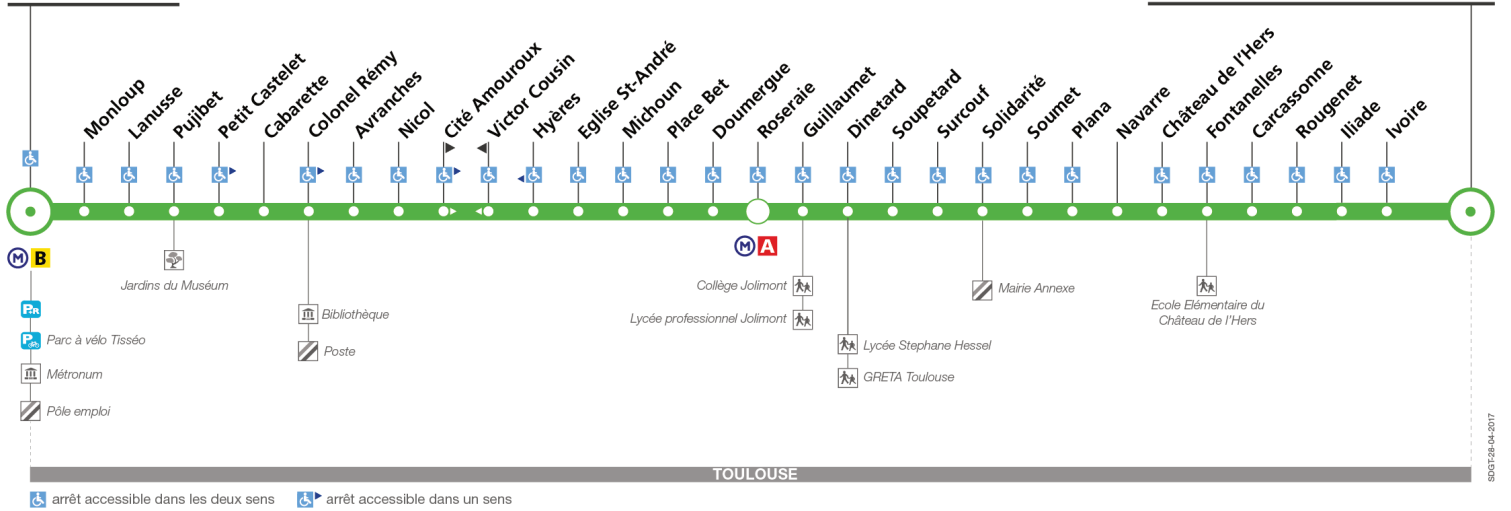 Monloup
Lanusse
Pujibet
Petit Castelet
Cabarette
Colonel Rémy
Avranches
Nicol
Cité Amouroux
Victor Cousin
Hyères
Eglise St-André
Michoun
Place Bet
Doumergue
Roseraie
Guillaumet
Dinetard
Soupetard
Surcouf
Solidarité
Soumet
Plana
Navarre
Château de l'Hers
Fontanelles
Carcassonne
Rougenet
Iliade
Ivoire
M B
M A
Jardins du Muséum
Collège Jolimont
Mairie Annexe
Ecole Elémentaire du
Château de l'Hers
PR
Bibliothèque
Lycée professionnel Jolimont
P Parc à vélo Tisséo
Poste
Lycée Stephane Hessel
Métronum
GRETA Toulouse
Pôle emploi
TOULOUSE
SDGT-28-04-2017
arrêt accessible dans les deux sens
arrêt accessible dans un sens